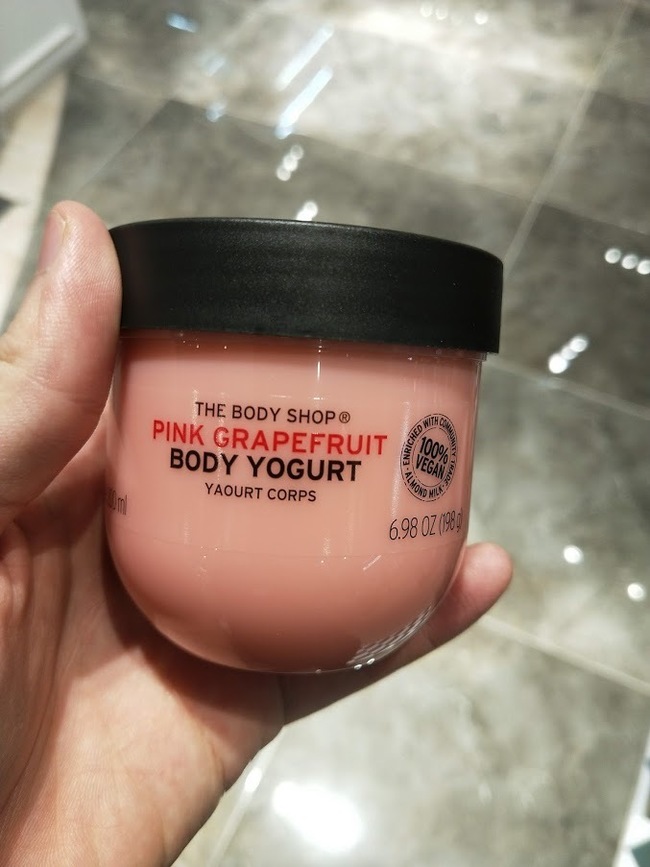 THE BODY SHOP®
PINK GRAPEFRUIT
BODY YOGURT
YAOURT CORPS
ENRICHED WITH COMMUNITY TRADE
100%
VEGAN
ALMOND MILK
ml
6.98 OZ (198 g)